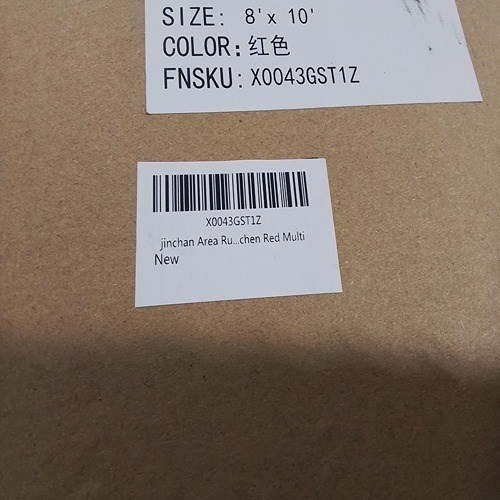 SIZE: 8'x 10'
COLOR: 红色
FNSKU: X0043GST1Z
X0043GST1Z
jinchan Area Ru...chen Red Multi
New